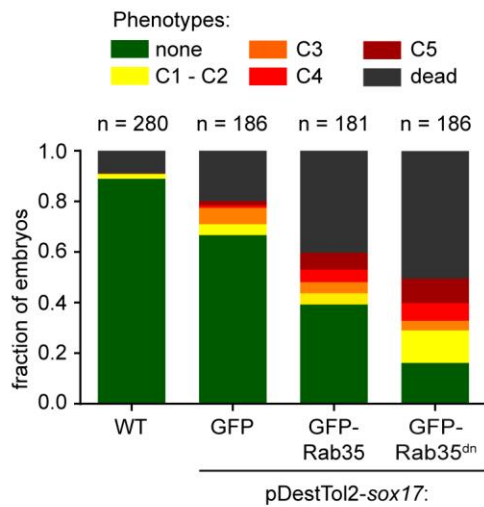 Phenotypes:
none C3 C5
C1 - C2 C4 dead
n = 280 n = 186 n = 181 n = 186
1.0
0.8
0.6
0.4
0.2
0.0
fraction of embryos
WT GFP GFP-Rab35 GFP-Rab35dn
pDestTol2-sox17: